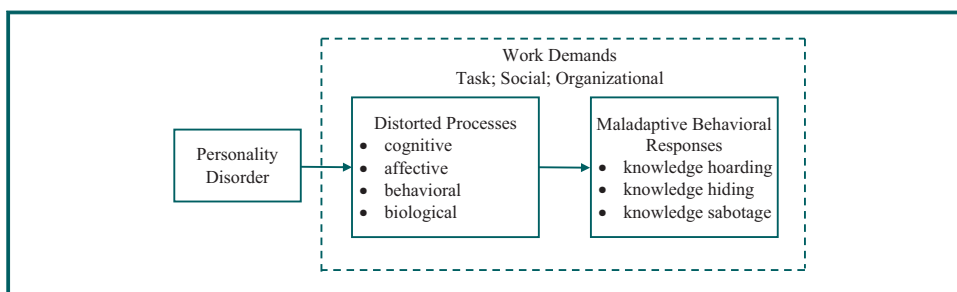 Work Demands
Task; Social; Organizational
Personality
Disorder
Distorted Processes
• cognitive
• affective
• behavioral
• biological
Maladaptive Behavioral
Responses
• knowledge hoarding
• knowledge hiding
• knowledge sabotage